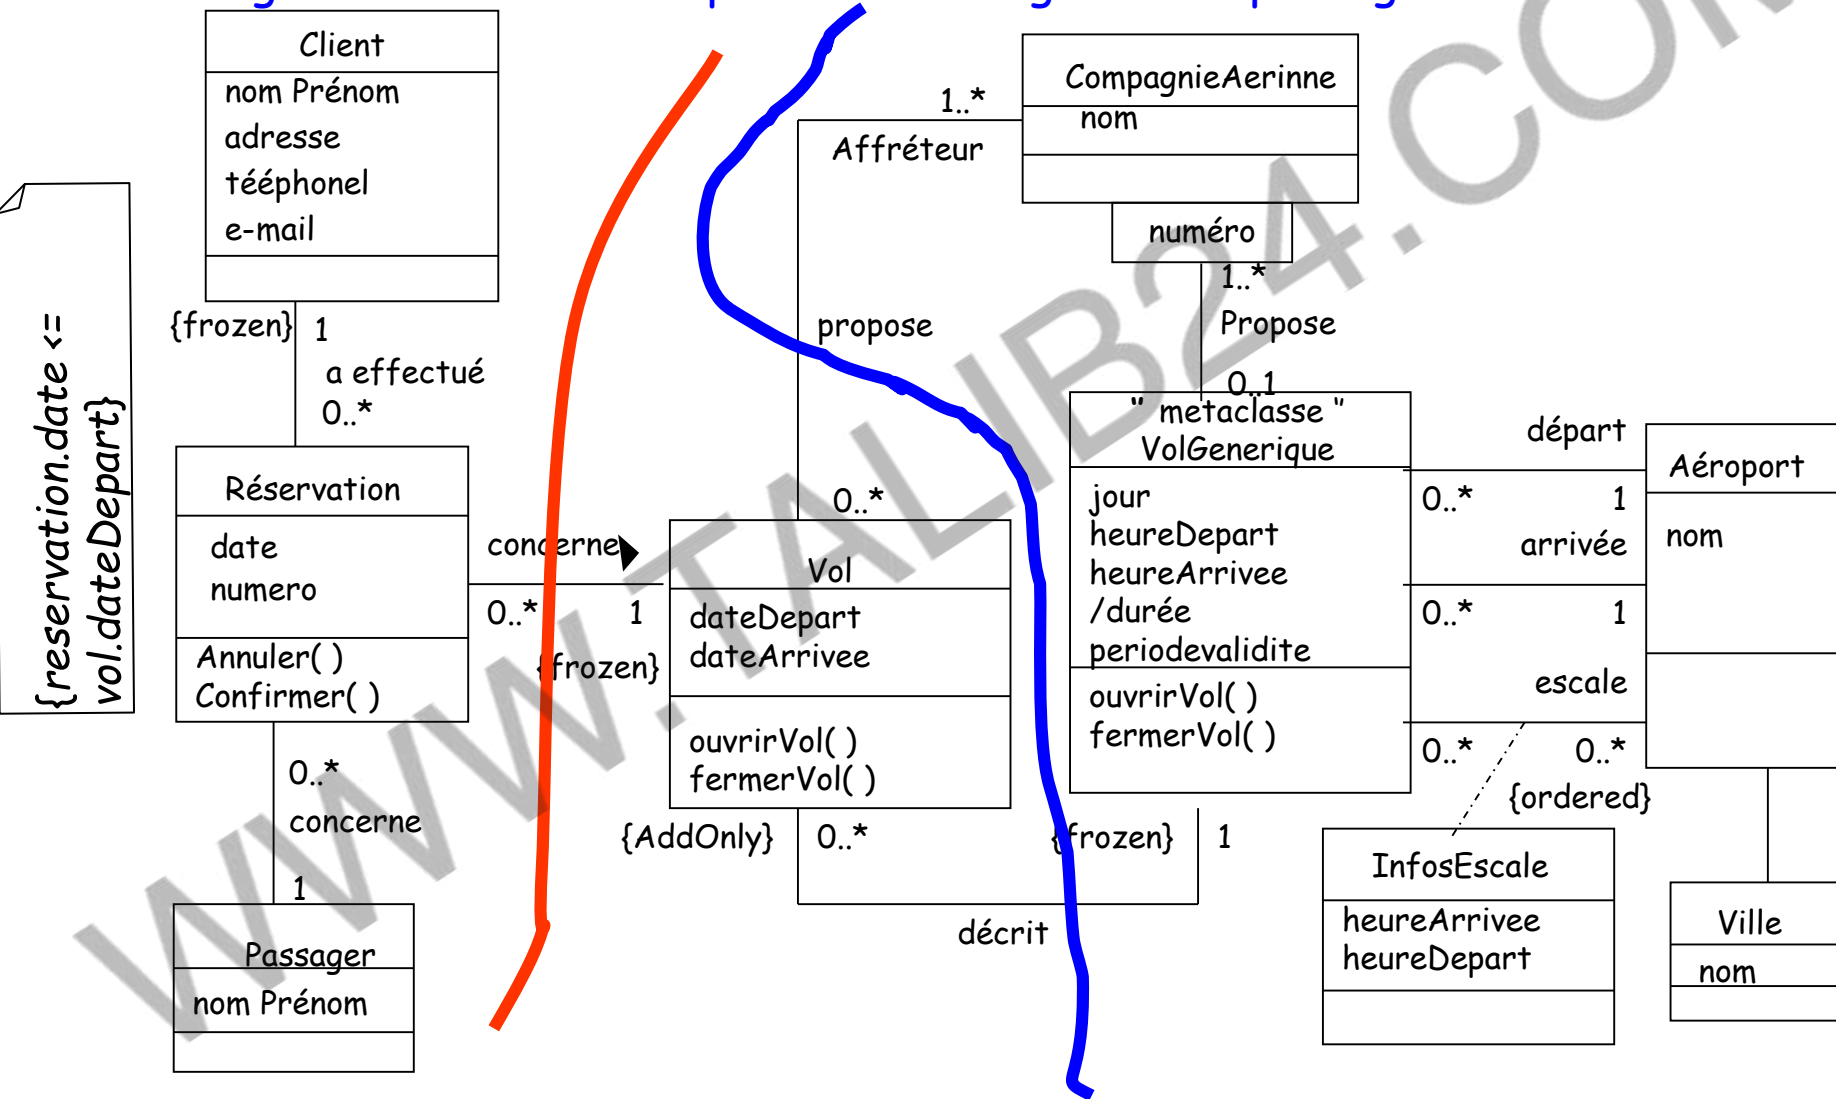 Client
nom Prénom
adresse
tééphonel
e-mail
{frozen}
1
a effectué
0..*
{reservation.date <=
vol.dateDepart}
Réservation
date
numero
Annuler( )
Confirmer( )
concerne
0..*
1
{frozen}
0..*
concerne
1
Passager
nom Prénom
CompagnieAerinne
nom
1..*
Affréteur
numéro
1..*
Propose
0..1
propose
0..*
Vol
dateDepart
dateArrivee
ouvrirVol( )
fermerVol( )
{AddOnly}
0..*
{frozen}
1
décrit
" metaclasse "
VolGenerique
jour
heureDepart
heureArrivee
/durée
periodevalidite
ouvrirVol( )
fermerVol( )
départ
0..*
1
arrivée
0..*
1
escale
0..*
0..*
{ordered}
Aéroport
nom
InfosEscale
heureArrivee
heureDepart
Ville
nom
WWW.TALIB24.COM